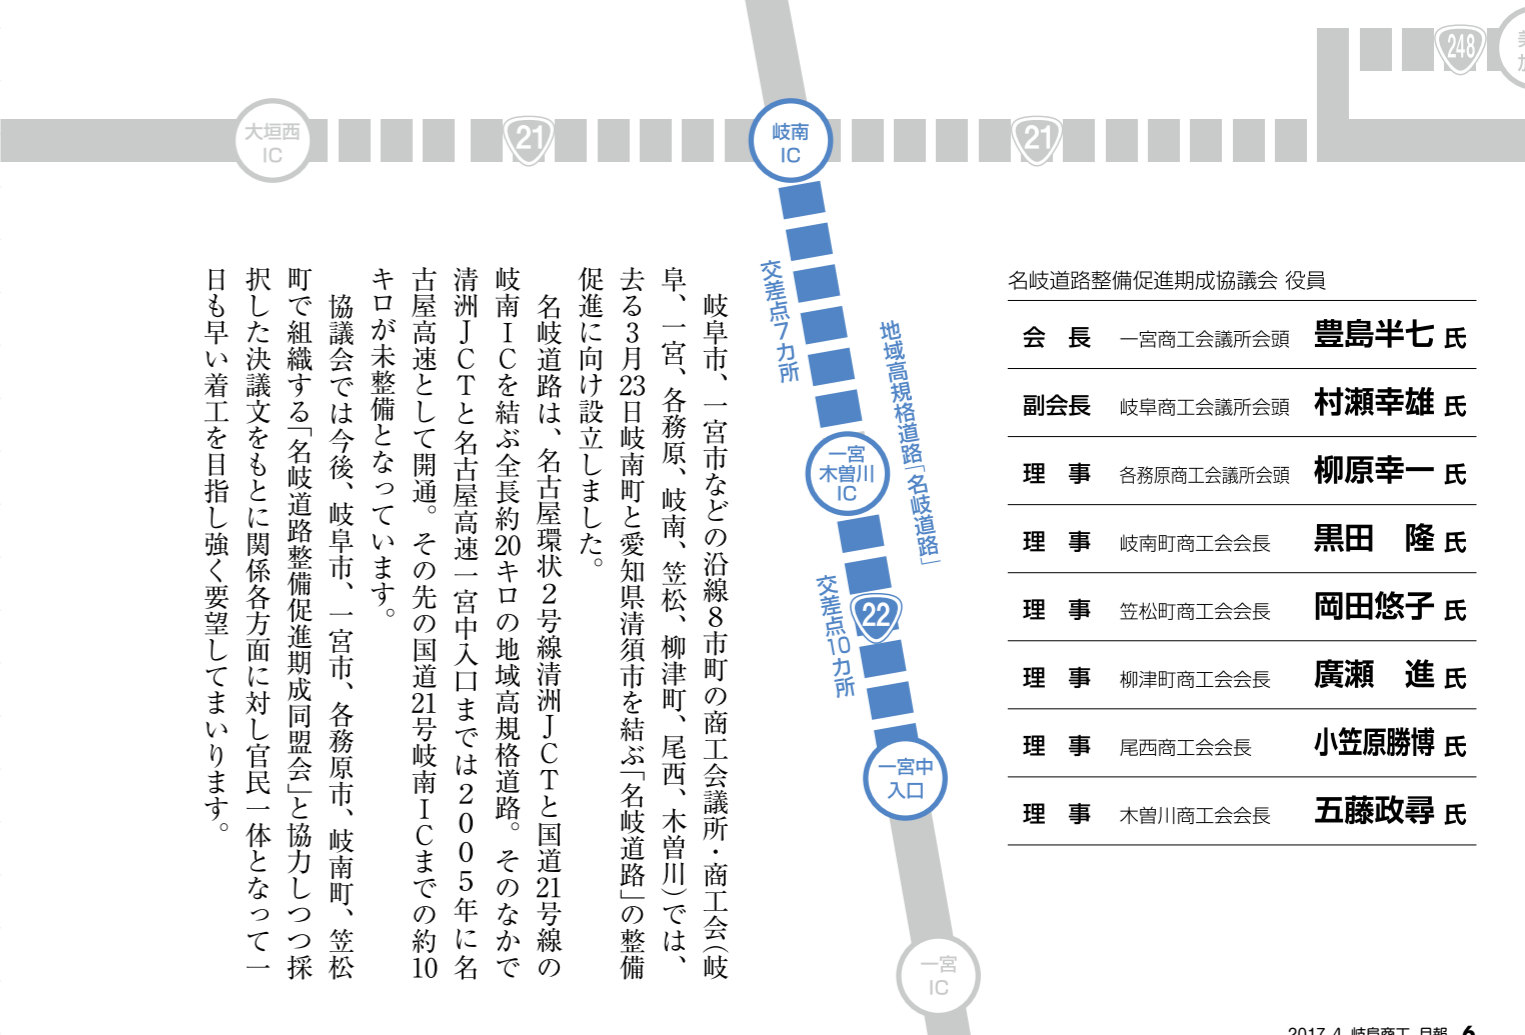 248
大垣西
IC
21
岐南
IC
21
交差点7カ所
地域高規格道路「名岐道路」
一宮
木曽川
IC
交差点10カ所
22
一宮中
入口
一宮
IC
名岐道路整備促進期成協議会 役員
会　長　一宮商工会議所会頭　豊島半七 氏
副会長　岐阜商工会議所会頭　村瀬幸雄 氏
理　事　各務原商工会議所会頭　柳原幸一 氏
理　事　岐南町商工会会長　黒田　隆 氏
理　事　笠松町商工会会長　岡田悠子 氏
理　事　柳津町商工会会長　廣瀬　進 氏
理　事　尾西商工会会長　小笠原勝博 氏
理　事　木曽川商工会会長　五藤政尋 氏
岐阜市、一宮市などの沿線８市町の商工会議所・商工会（岐
阜、一宮、各務原、岐南、笠松、柳津町、尾西、木曽川）では、
去る３月23日岐南町と愛知県清須市を結ぶ「名岐道路」の整備
促進に向け設立しました。
名岐道路は、名古屋環状２号線清洲ＪＣＴと国道21号線の
岐南ＩＣを結ぶ全長約20キロの地域高規格道路。そのなかで
清洲ＪＣＴと名古屋高速一宮中入口までは２００５年に名
古屋高速として開通。その先の国道21号岐南ＩＣまでの約10
キロが未整備となっています。
協議会では今後、岐阜市、一宮市、各務原市、岐南町、笠松
町で組織する「名岐道路整備促進期成同盟会」と協力しつつ採
択した決議文をもとに関係各方面に対し官民一体となって一
日も早い着工を目指し強く要望してまいります。
2017. 4 岐阜商工 月報 6